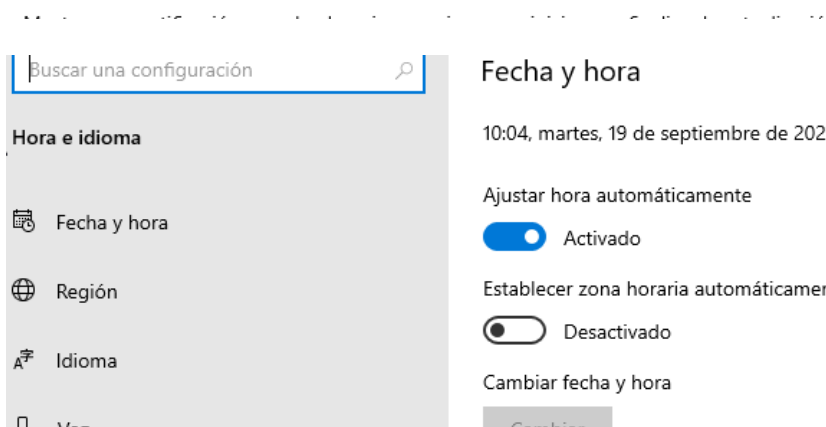 Buscar una configuración
Hora e idioma
Fecha y hora
Región
Idioma
Fecha y hora
10:04, martes, 19 de septiembre de 202
Ajustar hora automáticamente
Activado
Establecer zona horaria automáticamen
Desactivado
Cambiar fecha y hora